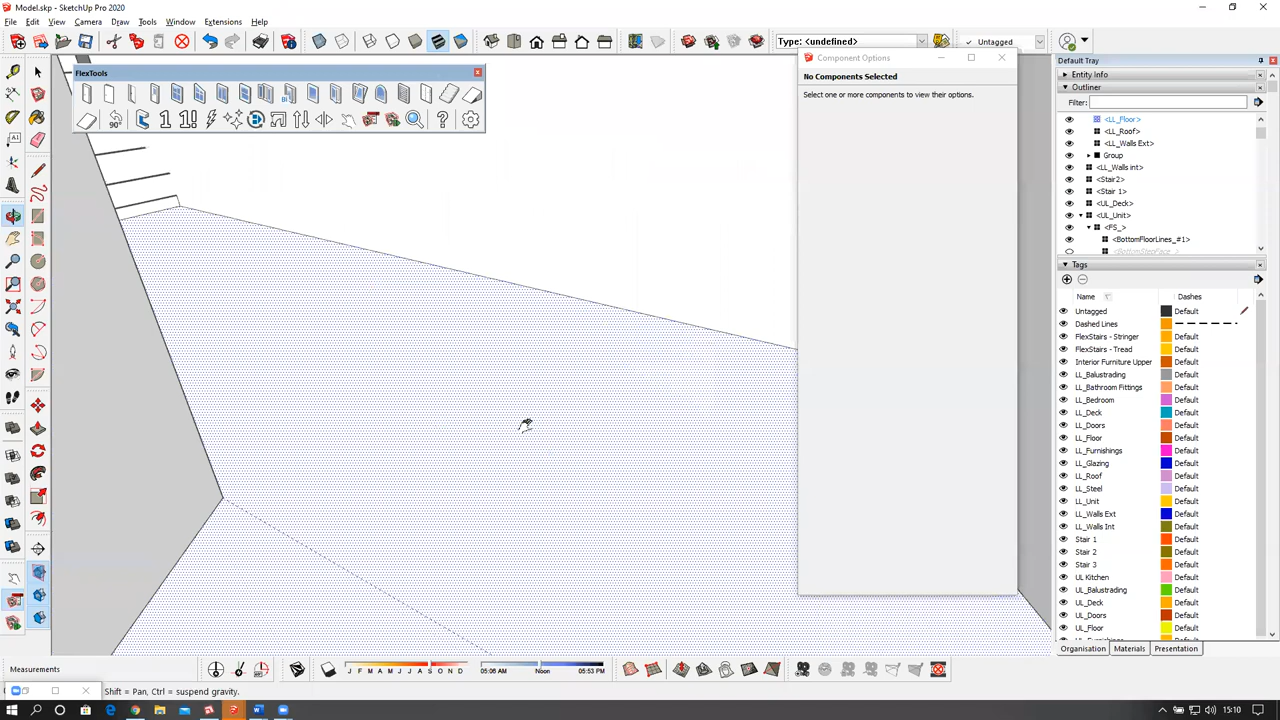 Model.skp - SketchUp Pro 2020
File Edit View Camera Draw Tools Window Extensions Help
Type: <undefined>
Untagged
FlexTools
BI
90°
1
1!
?
A1
Component Options
No Components Selected
Select one or more components to view their options.
Default Tray
Entity Info
Outliner
Filter:
<LL_Floor>
<LL_Roof>
<LL_Walls Ext>
Group
<LL_Walls int>
<Stair2>
<Stair 1>
<UL_Deck>
<UL_Unit>
<FS_>
<BottomFloorLines_#1>
<BottomStepFace_
Tags
Name Dashes
Untagged Default
Dashed Lines
FlexStairs - Stringer Default
FlexStairs - Tread Default
Interior Furniture Upper Default
LL_Balustrading Default
LL_Bathroom Fittings Default
LL_Bedroom Default
LL_Deck Default
LL_Doors Default
LL_Floor Default
LL_Furnishings Default
LL_Glazing Default
LL_Roof Default
LL_Steel Default
LL_Unit Default
LL_Walls Ext Default
LL_Walls Int Default
Stair 1 Default
Stair 2 Default
Stair 3 Default
UL Kitchen Default
UL_Balustrading Default
UL_Deck Default
UL_Doors Default
UL_Floor Default
Organisation Materials Presentation
Measurements
J F M A M J J A S O N D
05:06 AM Noon 05:53 PM
Shift = Pan, Ctrl = suspend gravity.
15:10